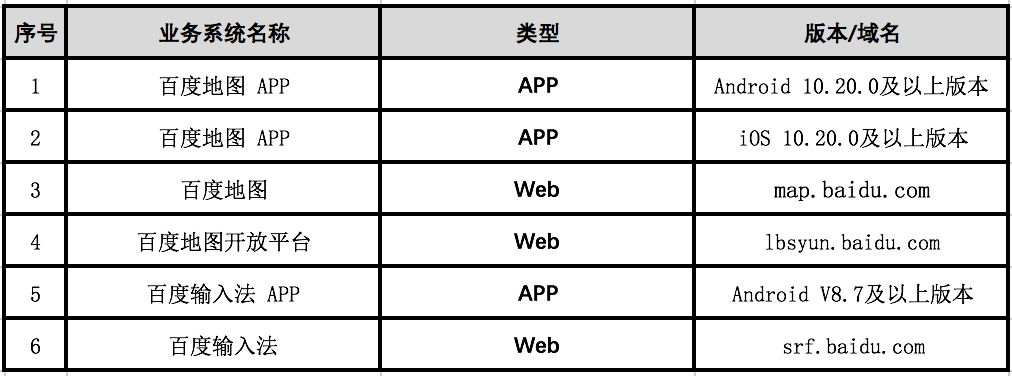 序号 业务系统名称 类型 版本/域名
1 百度地图 APP APP Android 10.20.0及以上版本
2 百度地图 APP APP iOS 10.20.0及以上版本
3 百度地图 Web map.baidu.com
4 百度地图开放平台 Web lbsyun.baidu.com
5 百度输入法 APP APP Android V8.7及以上版本
6 百度输入法 Web srf.baidu.com